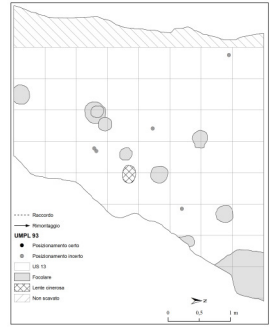 Raccordo
Rimontaggio
UMPL 93
Posizionamento certo
Posizionamento incerto
US 13
Focolare
Lente cinerosa
Non scavato
z
0 0,5 1 m